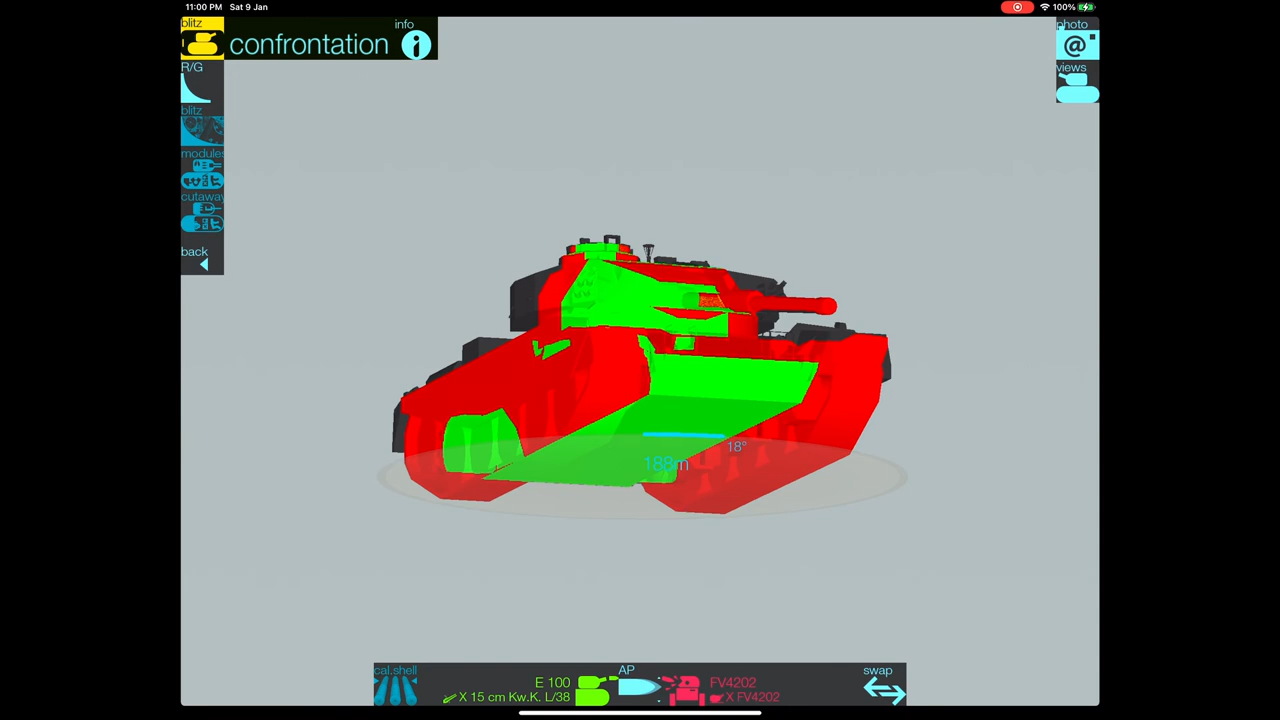 11:00 PM Sat 9 Jan
100%
blitz
info
confrontation
R/G
blitz
modules
cutaway
back
photo
@
views
18°
188m
cal.shell
E 100
X 15 cm Kw.K. L/38
AP
FV4202
X FV4202
swap